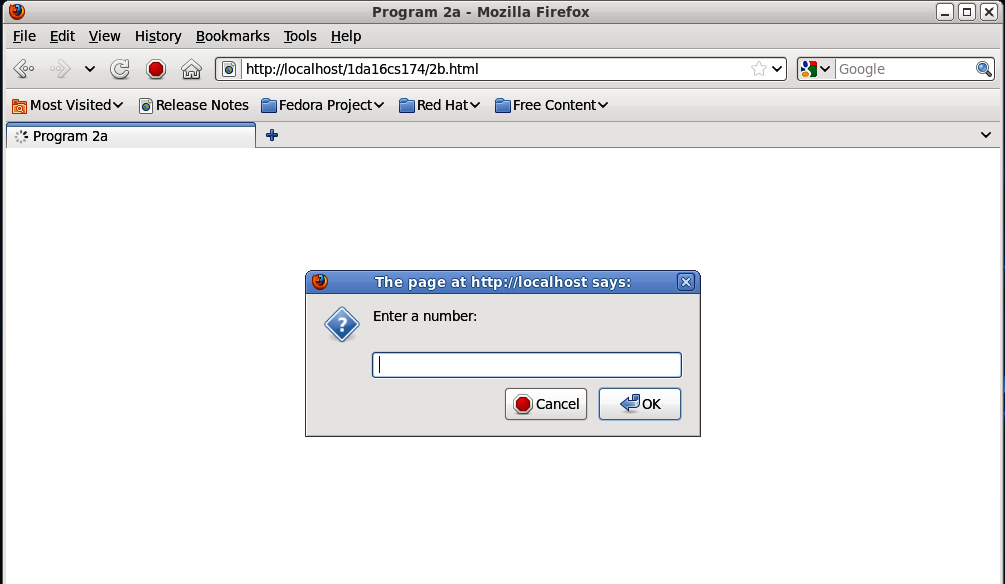 Program 2a - Mozilla Firefox
File Edit View History Bookmarks Tools Help
http://localhost/1da16cs174/2b.html Google
Most Visited Release Notes Fedora Project Red Hat Free Content
Program 2a
The page at http://localhost says:
Enter a number:
Cancel OK